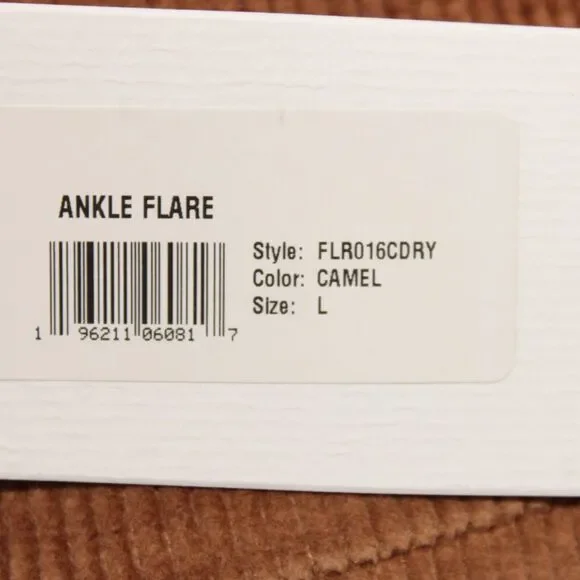 ANKLE FLARE
Style: FLR016CDRY
Color: CAMEL
Size: L
1 96211 06081 7